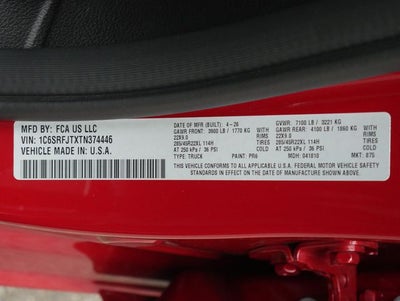 MFD BY: FCA US LLC
VIN: 1C6SRFJTXTN374446
VEHICLE MADE IN: U.S.A.
DATE OF MFR (BUILT): 4-26 GVWR: 7100 LB / 3221 KG
GAWR FRONT: 3900 LB / 1770 KG RIMS GAWR REAR: 4100 LB / 1860 KG RIMS
22X9.0 22X9.0
TIRES TIRES
285/45R22XL 114H 285/45R22XL 114H
AT 250 kPa / 36 PSI COLD AT 250 kPa / 36 PSI COLD
TYPE: TRUCK PAINT: PR6 MDH: 041810 MKT: 875
THIS VEHICLE CONFORMS TO ALL APPLICABLE U.S.A. FEDERAL MOTOR VEHICLE SAFETY
STANDARDS IN EFFECT ON THE DATE OF MANUFACTURE SHOWN ABOVE.